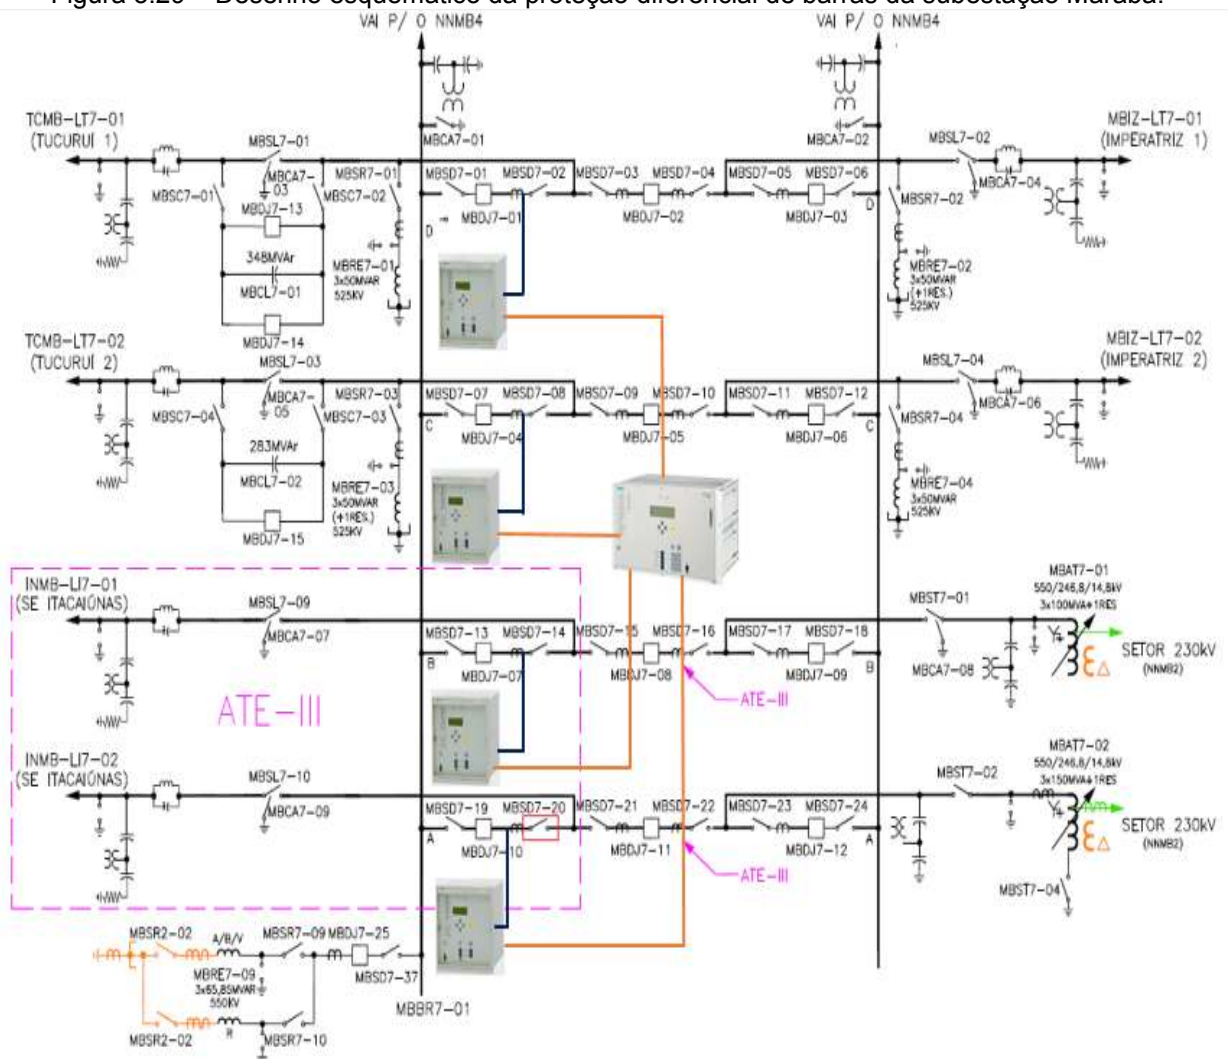 Figura 3.29 – Desenho esquemático da proteção diferencial de barras da subestação Marabá.
VAI P/ O NNMB4
VAI P/ O NNMB4
TCMB-LT7-01
(TUCURUÍ 1)
MBSL7-01
MBCA7-03
MBSC7-01
MBDJ7-13
348MVAr
MBCL7-01
MBDJ7-14
MBSR7-01
MBSC7-02
MBRE7-01
3x50MVAR
525KV
MBCA7-01
MBSD7-01
MBSD7-02
MBSD7-03
MBSD7-04
MBSD7-05
MBSD7-06
MBDJ7-01
MBDJ7-02
MBDJ7-03
D
D
MBCA7-02
MBSL7-02
MBCA7-04
MBIZ-LT7-01
(IMPERATRIZ 1)
MBSR7-02
MBRE7-02
3x50MVAR
(+1RES.)
525KV
TCMB-LT7-02
(TUCURUÍ 2)
MBSL7-03
MBCA7-05
MBSC7-04
283MVAr
MBCL7-02
MBDJ7-15
MBSR7-03
MBSC7-03
MBRE7-03
3x50MVAR
(+1RES.)
525KV
MBSD7-07
MBSD7-08
MBSD7-09
MBSD7-10
MBSD7-11
MBSD7-12
C
MBDJ7-04
MBDJ7-05
MBDJ7-06
C
MBSL7-04
MBCA7-06
MBIZ-LT7-02
(IMPERATRIZ 2)
MBSR7-04
MBRE7-04
3x50MVAR
525KV
INMB-LI7-01
(SE ITACAIÚNAS)
MBSL7-09
MBCA7-07
MBSD7-13
MBSD7-14
MBSD7-15
MBSD7-16
MBSD7-17
MBSD7-18
B
MBDJ7-07
MBDJ7-08
MBDJ7-09
B
MBST7-01
MBCA7-08
MBAT7-01
550/246,8/14,8kV
3x100MVA+1RES
SETOR 230kV
(NNMB2)
ATE-III
ATE-III
INMB-LI7-02
(SE ITACAIÚNAS)
MBSL7-10
MBCA7-09
MBSD7-19
MBSD7-20
MBSD7-21
MBSD7-22
MBSD7-23
MBSD7-24
A
MBDJ7-10
MBDJ7-11
MBDJ7-12
A
MBST7-02
MBAT7-02
550/246,8/14,8kV
3x150MVA+1RES
SETOR 230kV
(NNMB2)
MBST7-04
ATE-III
MBSR2-02
A/B/V
MBSR7-09
MBDJ7-25
MBSD7-37
MBRE7-09
3x65,85MVAR
550KV
MBSR2-02
R
MBSR7-10
MBBR7-01